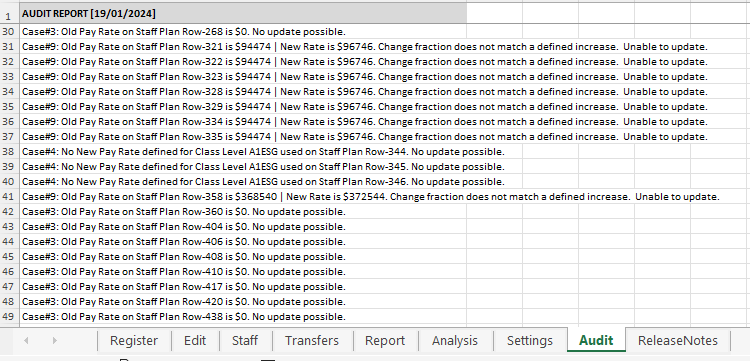 1 AUDIT REPORT [19/01/2024]
30 Case#3: Old Pay Rate on Staff Plan Row-268 is $0. No update possible.
31 Case#9: Old Pay Rate on Staff Plan Row-321 is $94474 | New Rate is $96746. Change fraction does not match a defined increase.  Unable to update.
32 Case#9: Old Pay Rate on Staff Plan Row-322 is $94474 | New Rate is $96746. Change fraction does not match a defined increase.  Unable to update.
33 Case#9: Old Pay Rate on Staff Plan Row-323 is $94474 | New Rate is $96746. Change fraction does not match a defined increase.  Unable to update.
34 Case#9: Old Pay Rate on Staff Plan Row-328 is $94474 | New Rate is $96746. Change fraction does not match a defined increase.  Unable to update.
35 Case#9: Old Pay Rate on Staff Plan Row-329 is $94474 | New Rate is $96746. Change fraction does not match a defined increase.  Unable to update.
36 Case#9: Old Pay Rate on Staff Plan Row-334 is $94474 | New Rate is $96746. Change fraction does not match a defined increase.  Unable to update.
37 Case#9: Old Pay Rate on Staff Plan Row-335 is $94474 | New Rate is $96746. Change fraction does not match a defined increase.  Unable to update.
38 Case#4: No New Pay Rate defined for Class Level A1ESG used on Staff Plan Row-344. No update possible.
39 Case#4: No New Pay Rate defined for Class Level A1ESG used on Staff Plan Row-345. No update possible.
40 Case#4: No New Pay Rate defined for Class Level A1ESG used on Staff Plan Row-346. No update possible.
41 Case#9: Old Pay Rate on Staff Plan Row-358 is $368540 | New Rate is $372544. Change fraction does not match a defined increase.  Unable to update.
42 Case#3: Old Pay Rate on Staff Plan Row-360 is $0. No update possible.
43 Case#3: Old Pay Rate on Staff Plan Row-404 is $0. No update possible.
44 Case#3: Old Pay Rate on Staff Plan Row-406 is $0. No update possible.
45 Case#3: Old Pay Rate on Staff Plan Row-408 is $0. No update possible.
46 Case#3: Old Pay Rate on Staff Plan Row-410 is $0. No update possible.
47 Case#3: Old Pay Rate on Staff Plan Row-417 is $0. No update possible.
48 Case#3: Old Pay Rate on Staff Plan Row-420 is $0. No update possible.
49 Case#3: Old Pay Rate on Staff Plan Row-438 is $0. No update possible.
Register Edit Staff Transfers Report Analysis Settings Audit ReleaseNotes